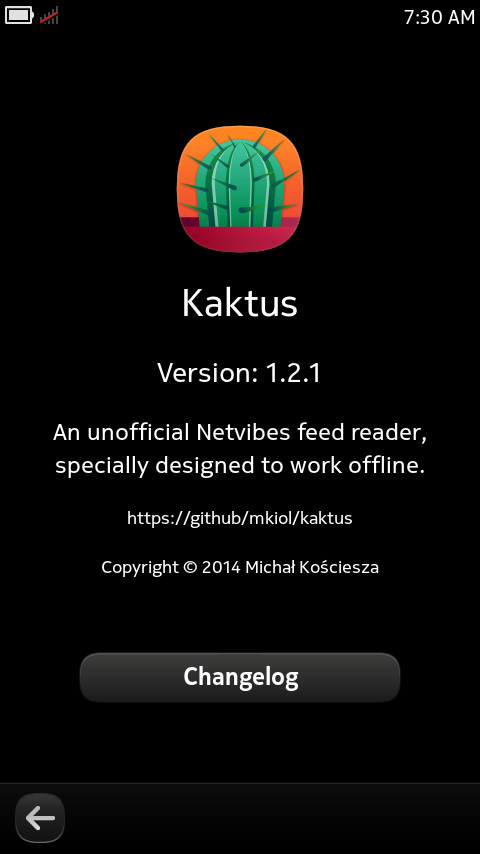 7:30 AM
Kaktus
Version: 1.2.1
An unofficial Netvibes feed reader,
specially designed to work offline.
https://github/mkiol/kaktus
Copyright © 2014 Michał Kościesza
Changelog